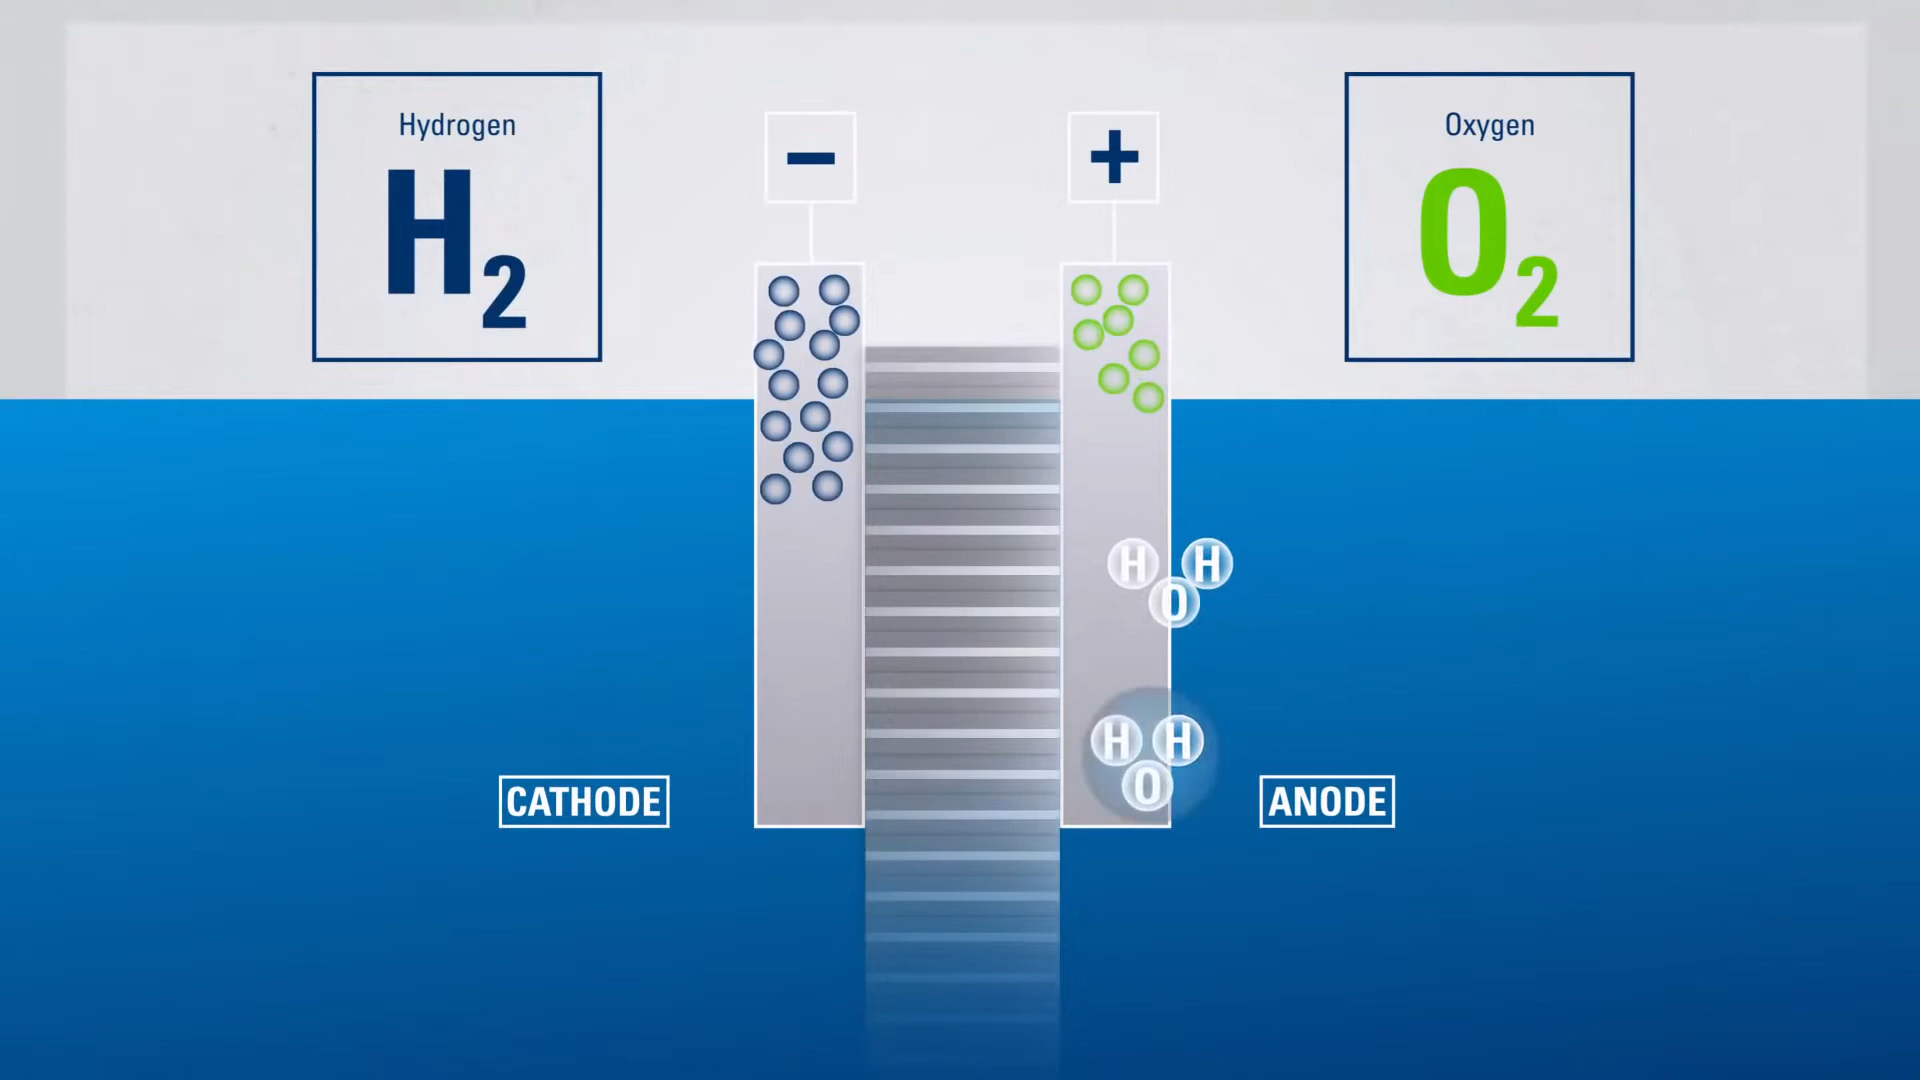 Hydrogen
H2
−
+
Oxygen
O2
H H
O
H H
O
CATHODE
ANODE